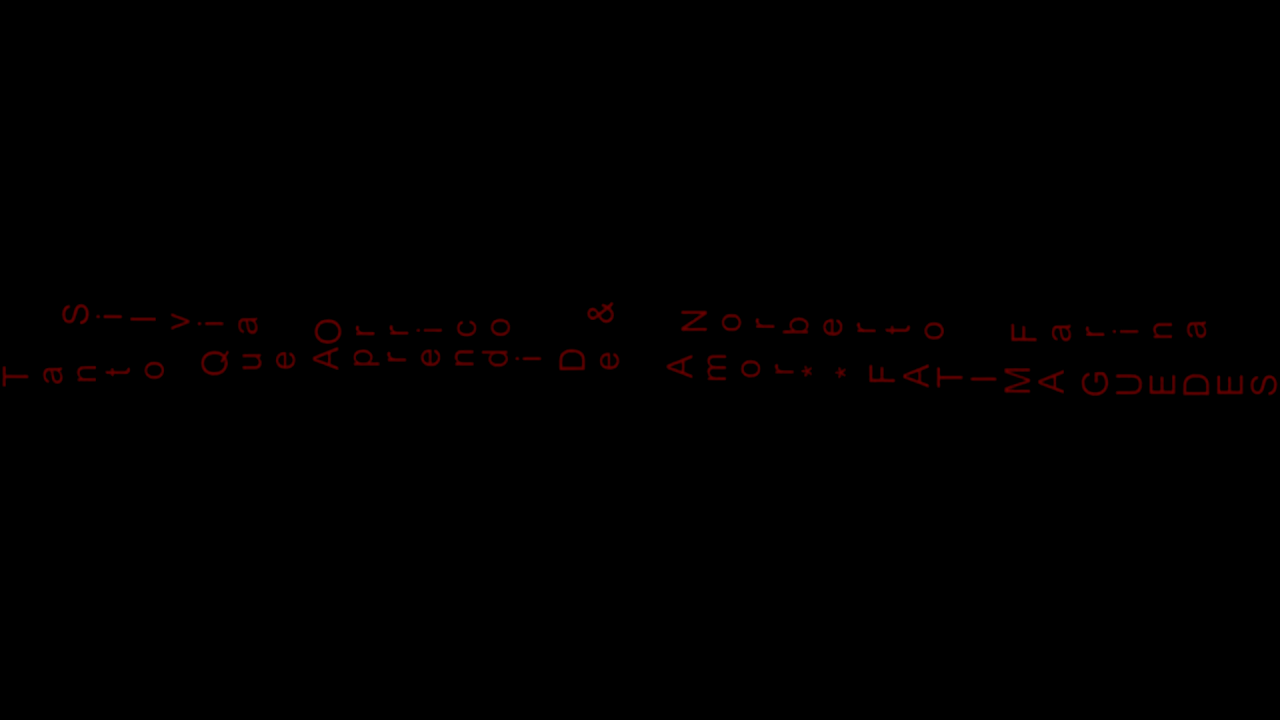 Silvia Orrico & Norberto Farina
Tanto Que Aprendi De Amor**FATIMA GUEDES